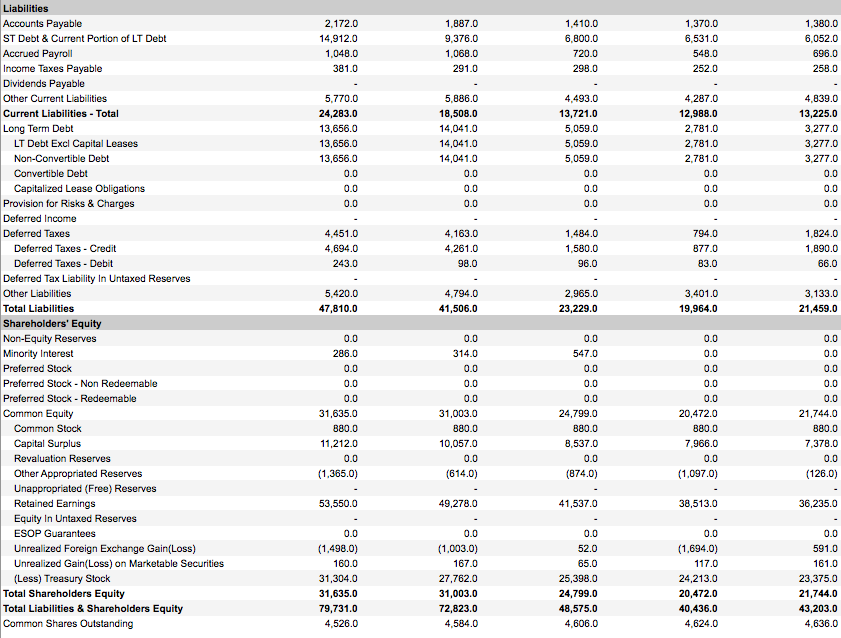 Liabilities
Accounts Payable 2,172.0 1,887.0 1,410.0 1,370.0 1,380.0
ST Debt & Current Portion of LT Debt 14,912.0 9,376.0 6,800.0 6,531.0 6,052.0
Accrued Payroll 1,048.0 1,068.0 720.0 548.0 696.0
Income Taxes Payable 381.0 291.0 298.0 252.0 258.0
Dividends Payable - - - - -
Other Current Liabilities 5,770.0 5,886.0 4,493.0 4,287.0 4,839.0
Current Liabilities - Total 24,283.0 18,508.0 13,721.0 12,988.0 13,225.0
Long Term Debt 13,656.0 14,041.0 5,059.0 2,781.0 3,277.0
LT Debt Excl Capital Leases 13,656.0 14,041.0 5,059.0 2,781.0 3,277.0
Non-Convertible Debt 13,656.0 14,041.0 5,059.0 2,781.0 3,277.0
Convertible Debt 0.0 0.0 0.0 0.0 0.0
Capitalized Lease Obligations 0.0 0.0 0.0 0.0 0.0
Provision for Risks & Charges 0.0 0.0 0.0 0.0 0.0
Deferred Income - - - - -
Deferred Taxes 4,451.0 4,163.0 1,484.0 794.0 1,824.0
Deferred Taxes - Credit 4,694.0 4,261.0 1,580.0 877.0 1,890.0
Deferred Taxes - Debit 243.0 98.0 96.0 83.0 66.0
Deferred Tax Liability In Untaxed Reserves - - - - -
Other Liabilities 5,420.0 4,794.0 2,965.0 3,401.0 3,133.0
Total Liabilities 47,810.0 41,506.0 23,229.0 19,964.0 21,459.0
Shareholders' Equity
Non-Equity Reserves 0.0 0.0 0.0 0.0 0.0
Minority Interest 286.0 314.0 547.0 0.0 0.0
Preferred Stock 0.0 0.0 0.0 0.0 0.0
Preferred Stock - Non Redeemable 0.0 0.0 0.0 0.0 0.0
Preferred Stock - Redeemable 0.0 0.0 0.0 0.0 0.0
Common Equity 31,635.0 31,003.0 24,799.0 20,472.0 21,744.0
Common Stock 880.0 880.0 880.0 880.0 880.0
Capital Surplus 11,212.0 10,057.0 8,537.0 7,966.0 7,378.0
Revaluation Reserves 0.0 0.0 0.0 0.0 0.0
Other Appropriated Reserves (1,365.0) (614.0) (874.0) (1,097.0) (126.0)
Unappropriated (Free) Reserves - - - - -
Retained Earnings 53,550.0 49,278.0 41,537.0 38,513.0 36,235.0
Equity In Untaxed Reserves - - - - -
ESOP Guarantees 0.0 0.0 0.0 0.0 0.0
Unrealized Foreign Exchange Gain(Loss) (1,498.0) (1,003.0) 52.0 (1,694.0) 591.0
Unrealized Gain(Loss) on Marketable Securities 160.0 167.0 65.0 117.0 161.0
(Less) Treasury Stock 31,304.0 27,762.0 25,398.0 24,213.0 23,375.0
Total Shareholders Equity 31,635.0 31,003.0 24,799.0 20,472.0 21,744.0
Total Liabilities & Shareholders Equity 79,731.0 72,823.0 48,575.0 40,436.0 43,203.0
Common Shares Outstanding 4,526.0 4,584.0 4,606.0 4,624.0 4,636.0